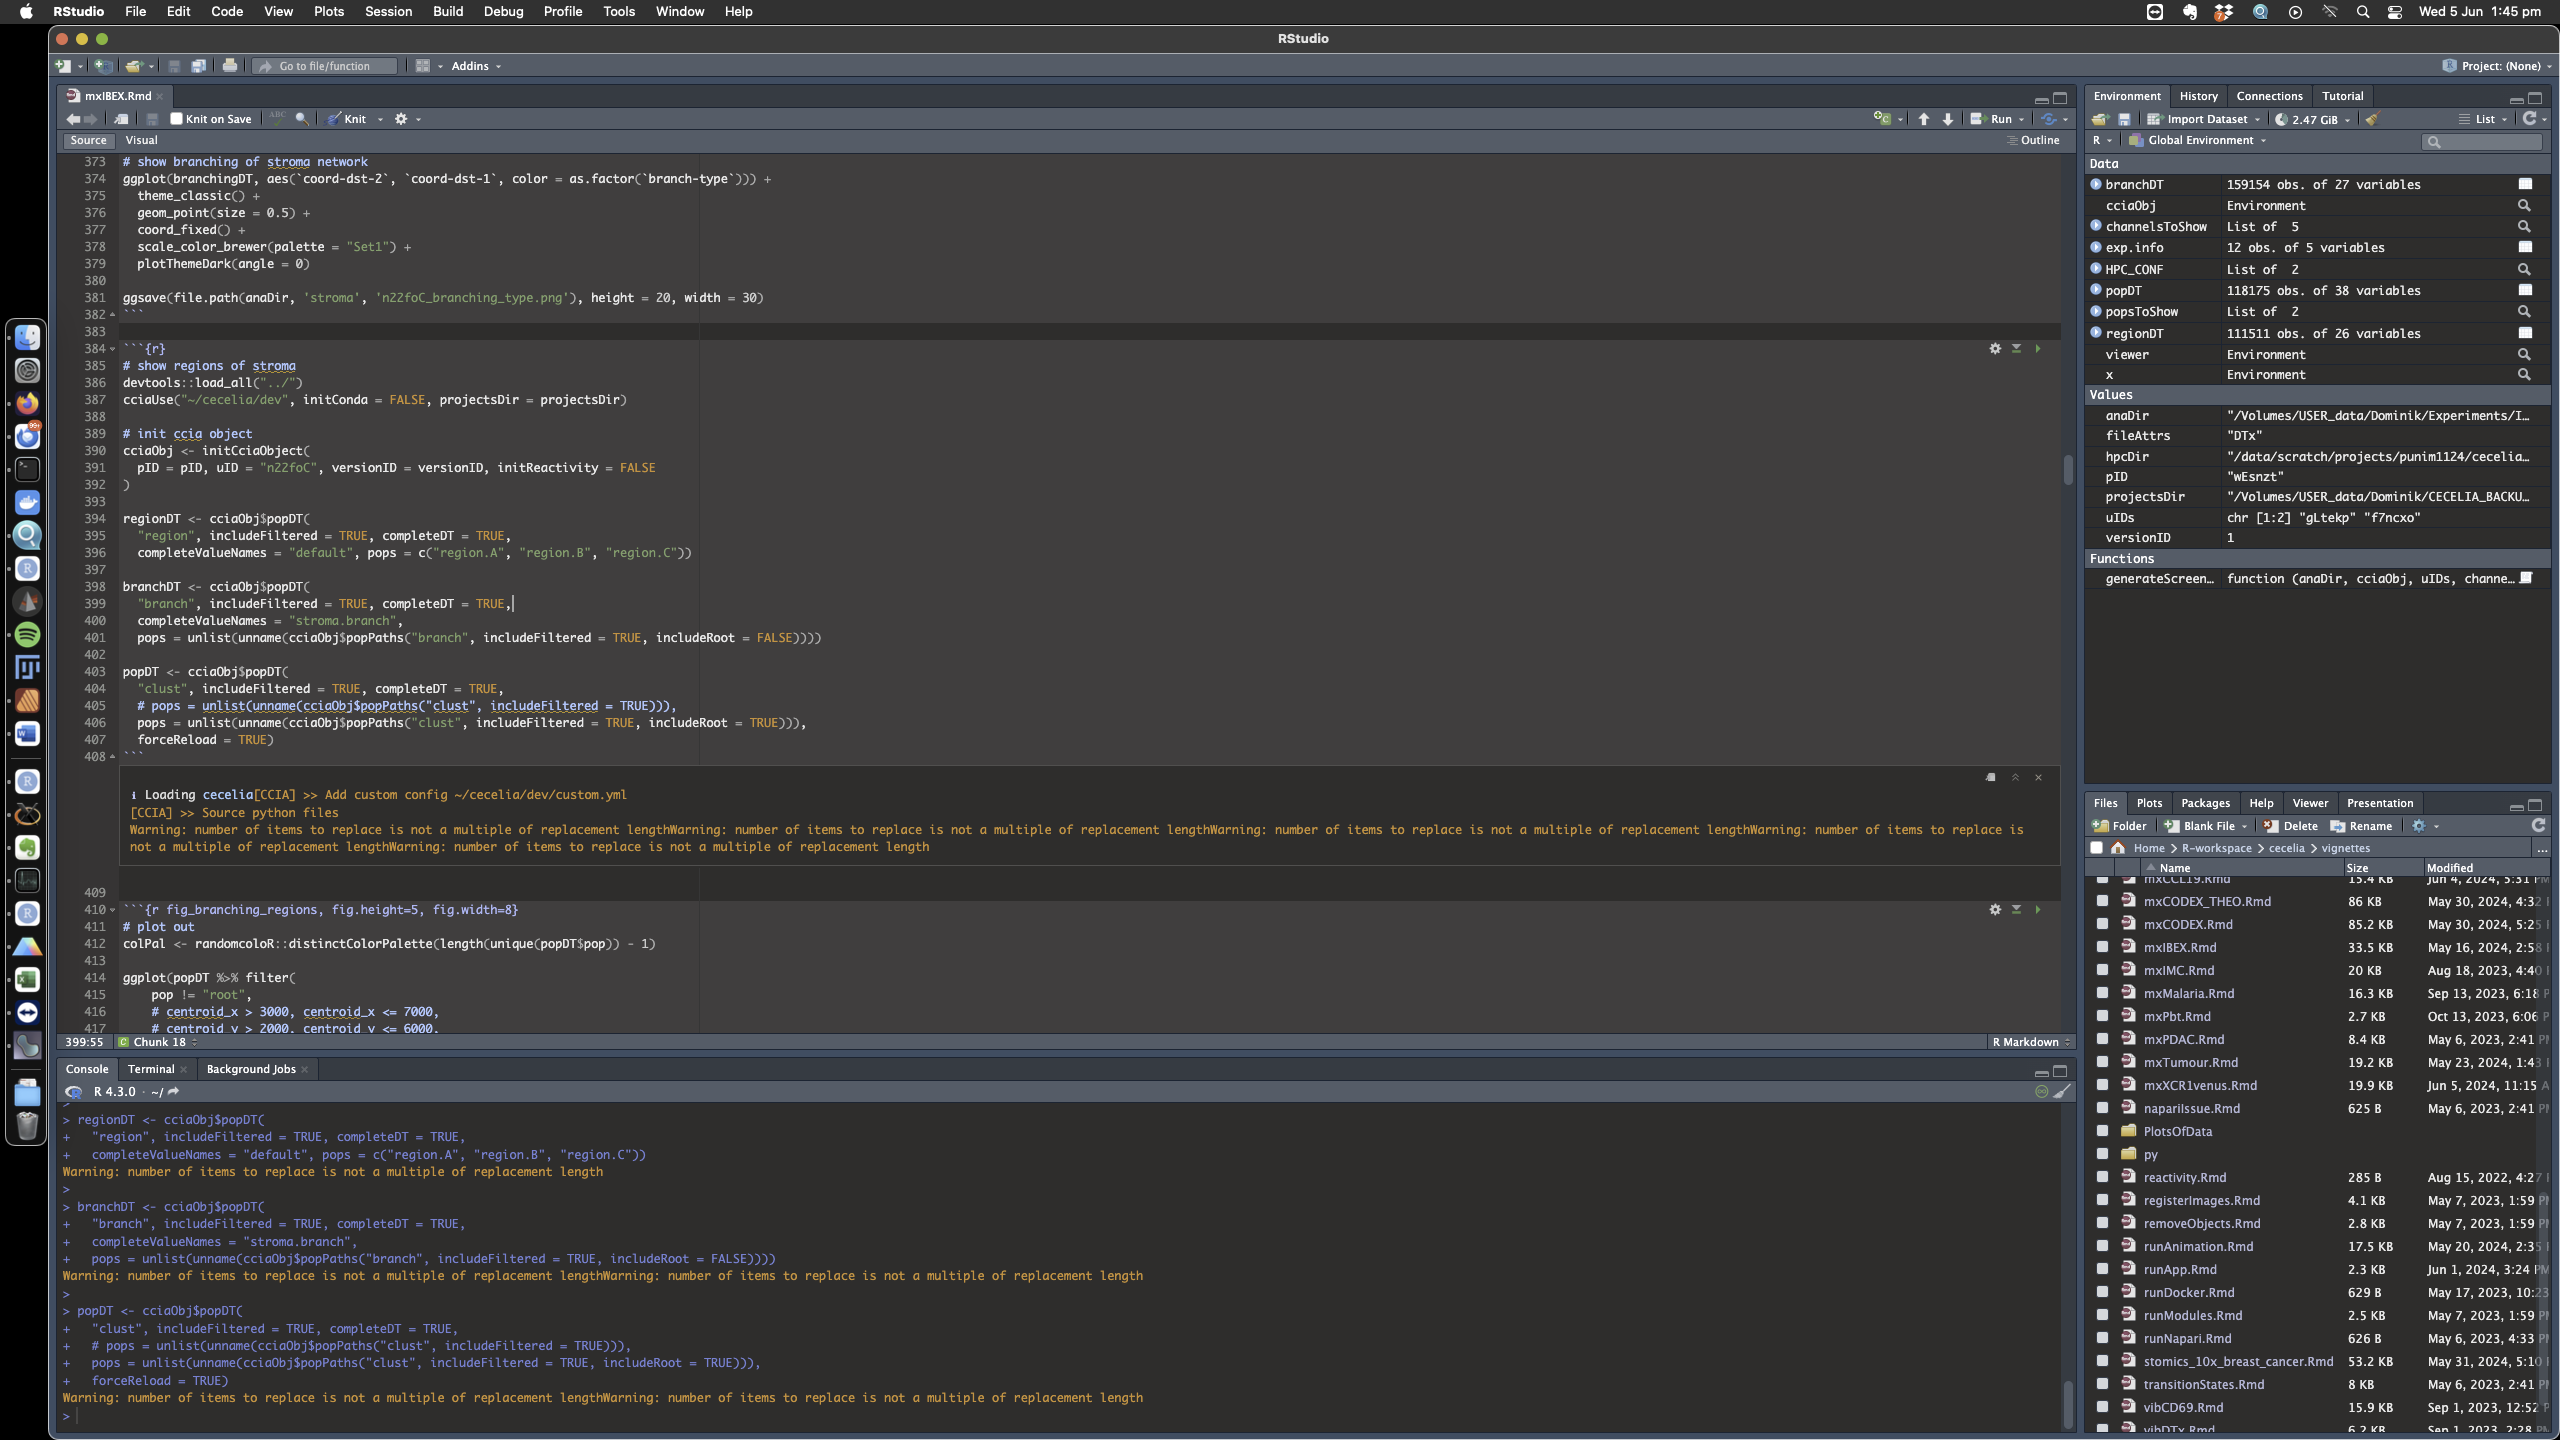 RStudio File Edit Code View Plots Session Build Debug Profile Tools Window Help
Wed 5 Jun 1:45 pm
RStudio
Go to file/function
Addins
Project: (None)
mxIBEX.Rmd
Knit on Save
ABC
Knit
Run
Source Visual
Outline
373 # show branching of stroma network
374 ggplot(branchingDT, aes(`coord-dst-2`, `coord-dst-1`, color = as.factor(`branch-type`))) +
375 theme_classic() +
376 geom_point(size = 0.5) +
377 coord_fixed() +
378 scale_color_brewer(palette = "Set1") +
379 plotThemeDark(angle = 0)
380
381 ggsave(file.path(anaDir, 'stroma', 'n22foC_branching_type.png'), height = 20, width = 30)
382 ```
383
384 ```{r}
385 # show regions of stroma
386 devtools::load_all("../")
387 cciaUse("~/cecelia/dev", initConda = FALSE, projectsDir = projectsDir)
388
389 # init ccia object
390 cciaObj <- initCciaObject(
391 pID = pID, uID = "n22foC", versionID = versionID, initReactivity = FALSE
392 )
393
394 regionDT <- cciaObj$popDT(
395 "region", includeFiltered = TRUE, completeDT = TRUE,
396 completeValueNames = "default", pops = c("region.A", "region.B", "region.C"))
397
398 branchDT <- cciaObj$popDT(
399 "branch", includeFiltered = TRUE, completeDT = TRUE,
400 completeValueNames = "stroma.branch",
401 pops = unlist(unname(cciaObj$popPaths("branch", includeFiltered = TRUE, includeRoot = FALSE))))
402
403 popDT <- cciaObj$popDT(
404 "clust", includeFiltered = TRUE, completeDT = TRUE,
405 # pops = unlist(unname(cciaObj$popPaths("clust", includeFiltered = TRUE))),
406 pops = unlist(unname(cciaObj$popPaths("clust", includeFiltered = TRUE, includeRoot = TRUE))),
407 forceReload = TRUE)
408 ```
ℹ Loading cecelia[CCIA] >> Add custom config ~/cecelia/dev/custom.yml
[CCIA] >> Source python files
Warning: number of items to replace is not a multiple of replacement lengthWarning: number of items to replace is not a multiple of replacement lengthWarning: number of items to replace is not a multiple of replacement lengthWarning: number of items to replace is
not a multiple of replacement lengthWarning: number of items to replace is not a multiple of replacement length
409
410 ```{r fig_branching_regions, fig.height=5, fig.width=8}
411 # plot out
412 colPal <- randomcoloR::distinctColorPalette(length(unique(popDT$pop)) - 1)
413
414 ggplot(popDT %>% filter(
415 pop != "root",
416 # centroid_x > 3000, centroid_x <= 7000,
417 # centroid_y > 2000, centroid_y <= 6000,
399:55 Chunk 18 R Markdown
Console Terminal Background Jobs
R 4.3.0 · ~/
>
> regionDT <- cciaObj$popDT(
+ "region", includeFiltered = TRUE, completeDT = TRUE,
+ completeValueNames = "default", pops = c("region.A", "region.B", "region.C"))
Warning: number of items to replace is not a multiple of replacement length
>
> branchDT <- cciaObj$popDT(
+ "branch", includeFiltered = TRUE, completeDT = TRUE,
+ completeValueNames = "stroma.branch",
+ pops = unlist(unname(cciaObj$popPaths("branch", includeFiltered = TRUE, includeRoot = FALSE))))
Warning: number of items to replace is not a multiple of replacement lengthWarning: number of items to replace is not a multiple of replacement length
>
> popDT <- cciaObj$popDT(
+ "clust", includeFiltered = TRUE, completeDT = TRUE,
+ # pops = unlist(unname(cciaObj$popPaths("clust", includeFiltered = TRUE))),
+ pops = unlist(unname(cciaObj$popPaths("clust", includeFiltered = TRUE, includeRoot = TRUE))),
+ forceReload = TRUE)
Warning: number of items to replace is not a multiple of replacement lengthWarning: number of items to replace is not a multiple of replacement length
>
Environment History Connections Tutorial
Import Dataset 2.47 GiB List
R Global Environment
Data
branchDT 159154 obs. of 27 variables
cciaObj Environment
channelsToShow List of 5
exp.info 12 obs. of 5 variables
HPC_CONF List of 2
popDT 118175 obs. of 38 variables
popsToShow List of 2
regionDT 111511 obs. of 26 variables
viewer Environment
x Environment
Values
anaDir "/Volumes/USER_data/Dominik/Experiments/I…
fileAttrs "DTx"
hpcDir "/data/scratch/projects/punim1124/cecelia…
pID "wEsnzt"
projectsDir "/Volumes/USER_data/Dominik/CECELIA_BACKU…
uIDs chr [1:2] "gLtekp" "f7ncxo"
versionID 1
Functions
generateScreen… function (anaDir, cciaObj, uIDs, channe…
Files Plots Packages Help Viewer Presentation
Folder Blank File Delete Rename
Home R-workspace cecelia vignettes ...
Name Size Modified
mxCCL19.Rmd 15.4 KB Jun 4, 2024, 5:31 PM
mxCODEX_THEO.Rmd 86 KB May 30, 2024, 4:32
mxCODEX.Rmd 85.2 KB May 30, 2024, 5:25
mxIBEX.Rmd 33.5 KB May 16, 2024, 2:58
mxIMC.Rmd 20 KB Aug 18, 2023, 4:40
mxMalaria.Rmd 16.3 KB Sep 13, 2023, 6:18
mxPbt.Rmd 2.7 KB Oct 13, 2023, 6:06
mxPDAC.Rmd 8.4 KB May 6, 2023, 2:41 PM
mxTumour.Rmd 19.2 KB May 23, 2024, 1:43
mxXCR1venus.Rmd 19.9 KB Jun 5, 2024, 11:15 A
napariIssue.Rmd 625 B May 6, 2023, 2:41 PM
PlotsOfData
py
reactivity.Rmd 285 B Aug 15, 2022, 4:27
registerImages.Rmd 4.1 KB May 7, 2023, 1:59 PM
removeObjects.Rmd 2.8 KB May 7, 2023, 1:59 PM
runAnimation.Rmd 17.5 KB May 20, 2024, 2:35
runApp.Rmd 2.3 KB Jun 1, 2024, 3:24 PM
runDocker.Rmd 629 B May 17, 2023, 10:23
runModules.Rmd 2.5 KB May 7, 2023, 1:59 PM
runNapari.Rmd 626 B May 6, 2023, 4:33 PM
stomics_10x_breast_cancer.Rmd 53.2 KB May 31, 2024, 5:10
transitionStates.Rmd 8 KB May 6, 2023, 2:41 PM
vibCD69.Rmd 15.9 KB Sep 1, 2023, 12:52
vibDTx.Rmd 6.2 KB Sep 1, 2023, 2:28 PM